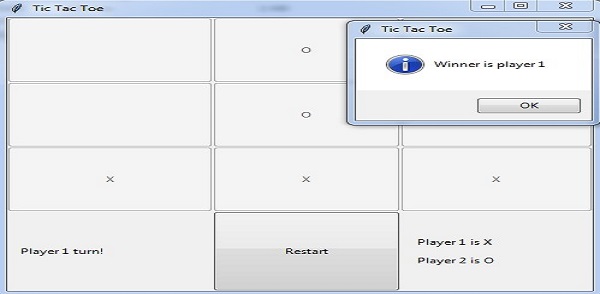 Tic Tac Toe
Tic Tac Toe
Winner is player 1
OK
O
O
X X X
Player 1 turn!
Restart
Player 1 is X
Player 2 is O